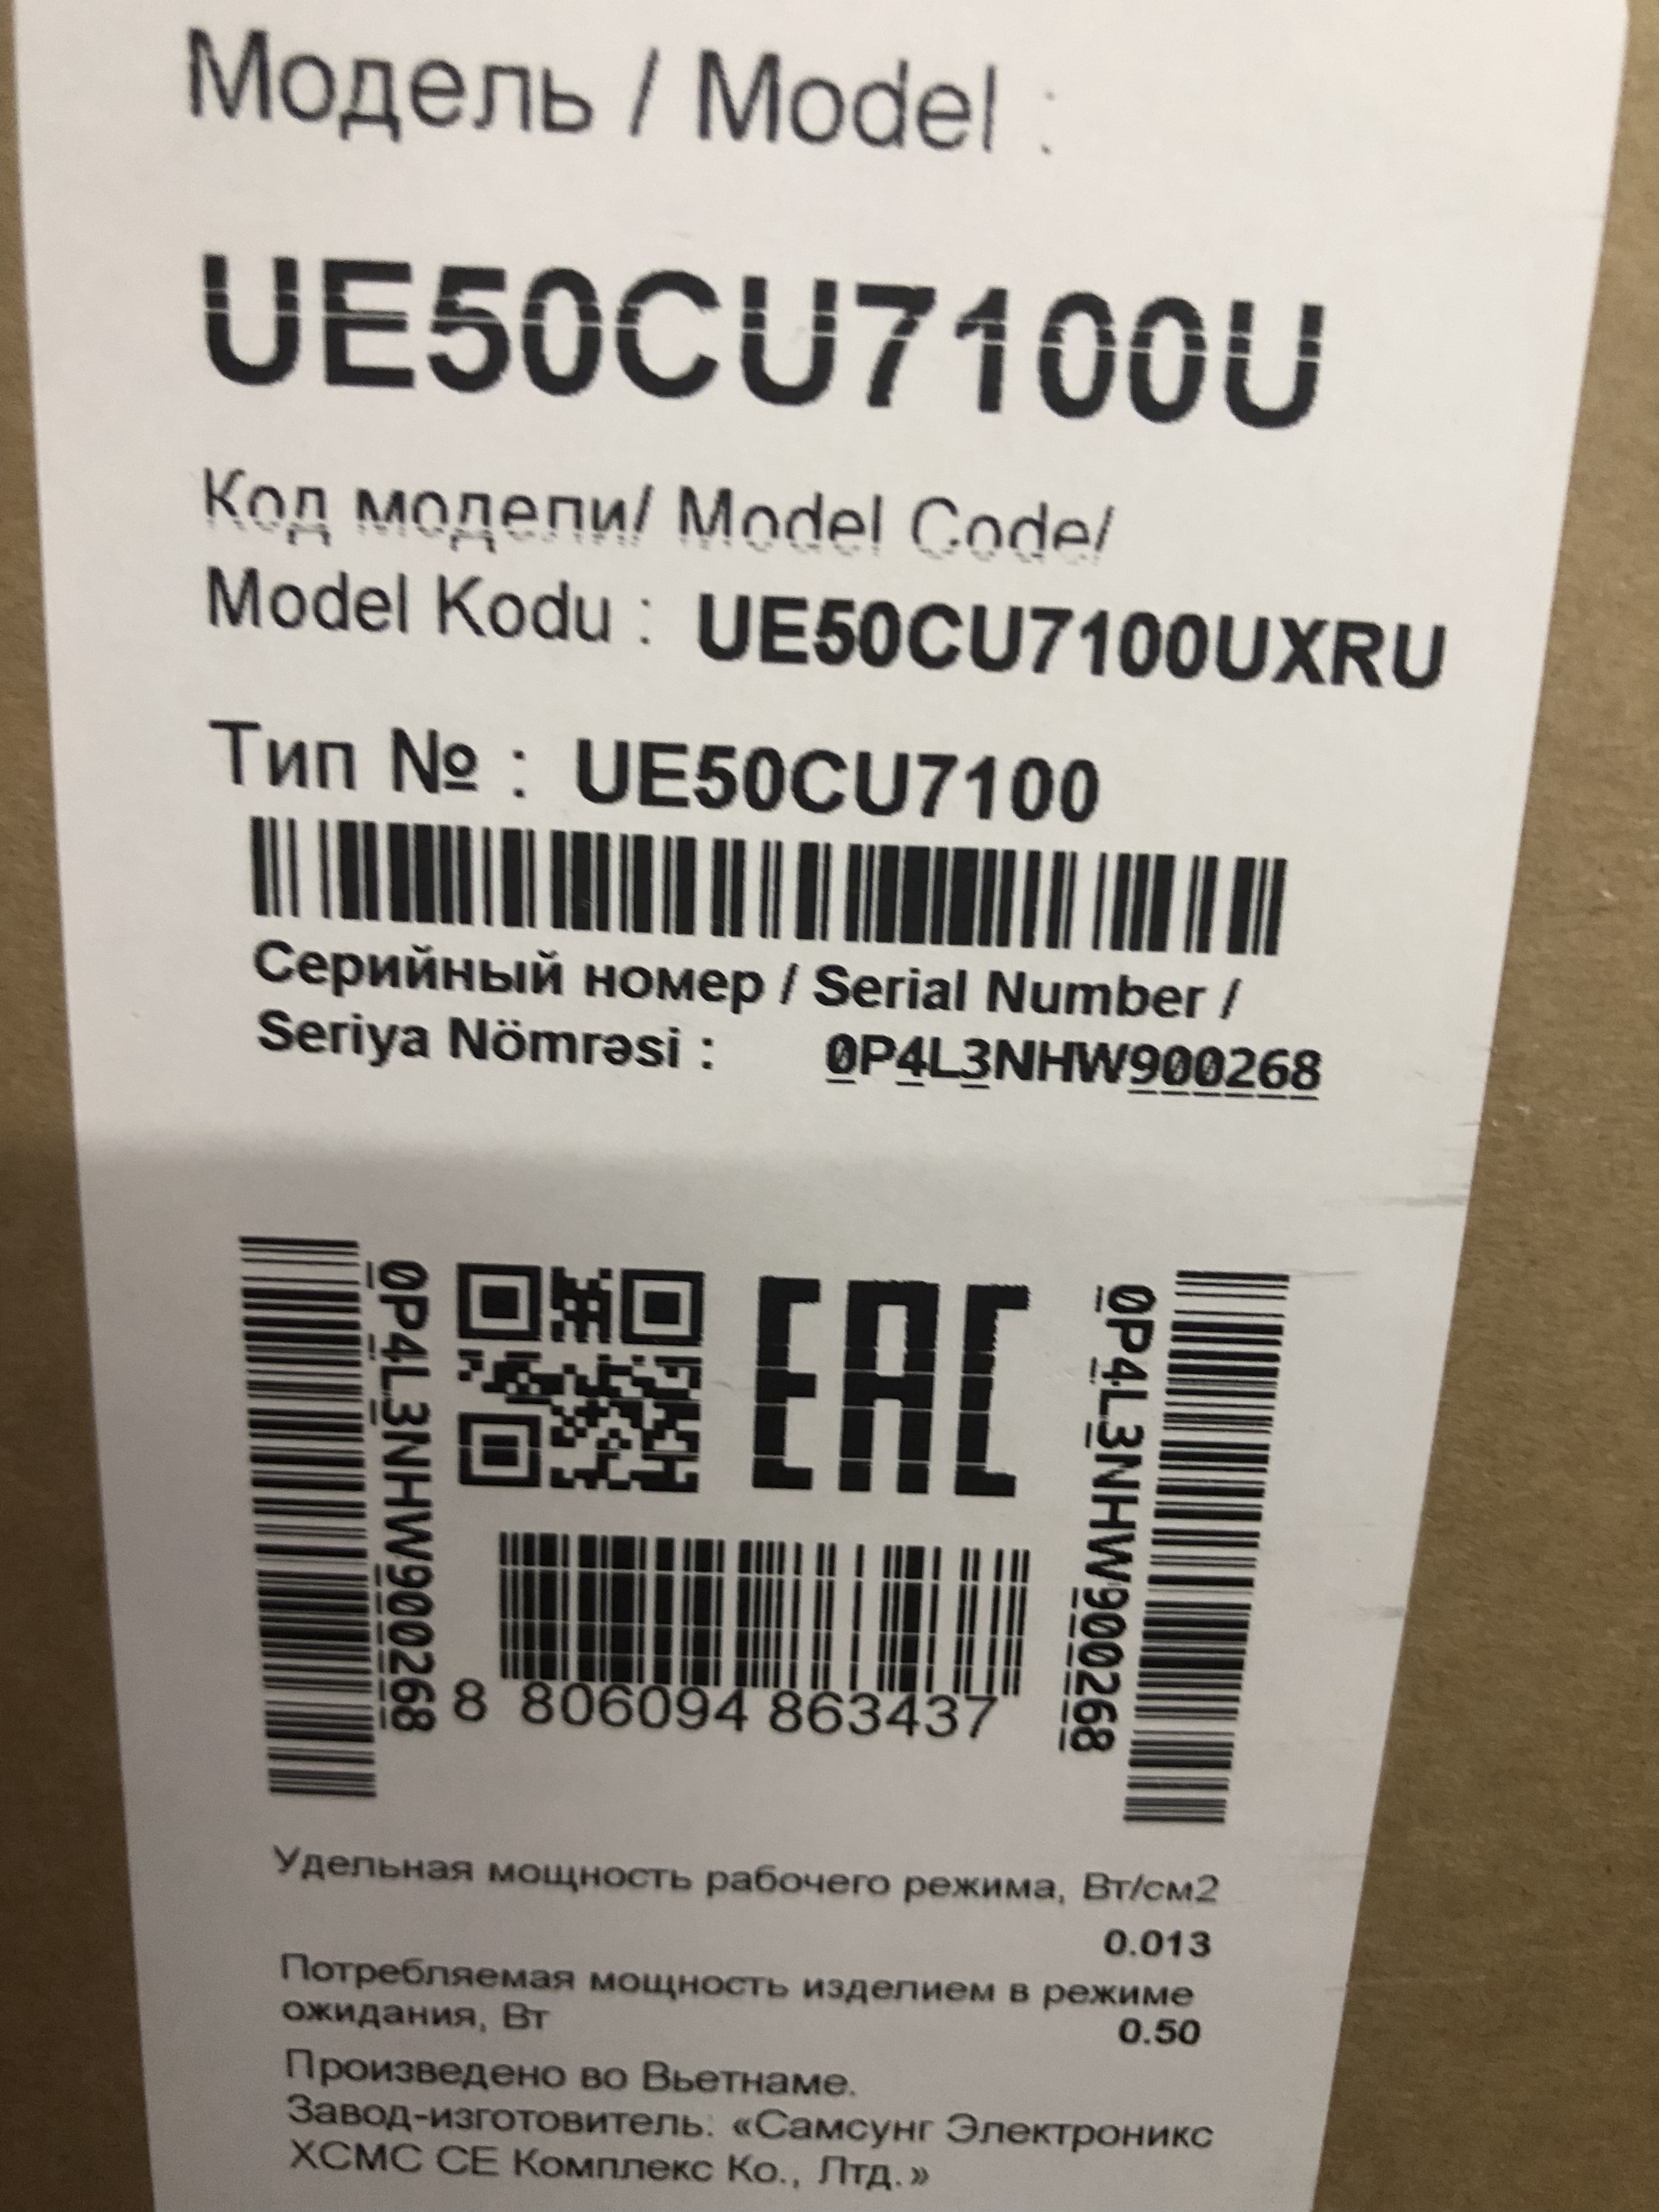 Модель / Model :
UE50CU7100U
Код модели/ Model Code/
Model Kodu : UE50CU7100UXRU
Тип № : UE50CU7100
Серийный номер / Serial Number /
Seriya Nömrəsi : 0P4L3NHW900268
0P4L3NHW900268
EAC
0P4L3NHW900268
8 806094 863437
Удельная мощность рабочего режима, Вт/см2
0.013
Потребляемая мощность изделием в режиме
ожидания, Вт 0.50
Произведено во Вьетнаме.
Завод-изготовитель: «Самсунг Электроникс
ХСМС СЕ Комплекс Ко., Лтд.»